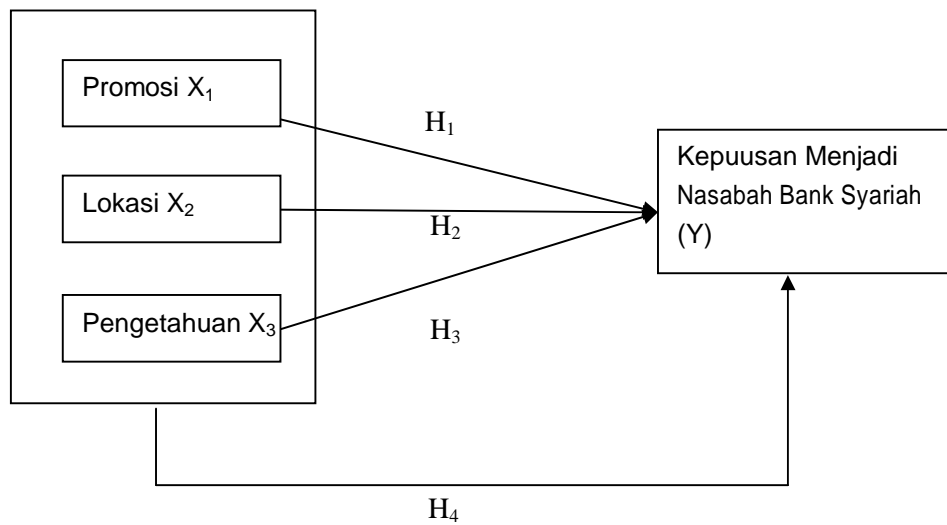 Promosi X₁
H₁
Kepuusan Menjadi
Nasabah Bank Syariah
(Y)
Lokasi X₂
H₂
Pengetahuan X₃
H₃
H₄